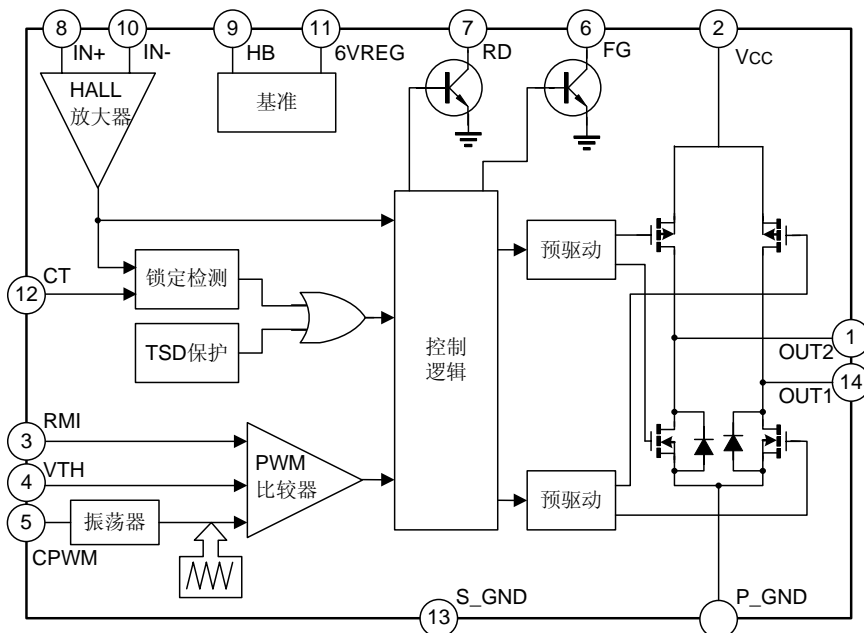 8
10
9
11
7
6
2
IN+
IN-
HB
6VREG
RD
FG
VCC
HALL
放大器
基准
预驱动
CT
12
锁定检测
TSD保护
控制
逻辑
1
OUT2
OUT1
14
RMI
3
VTH
4
5
CPWM
振荡器
PWM
比较器
预驱动
S_GND
13
P_GND